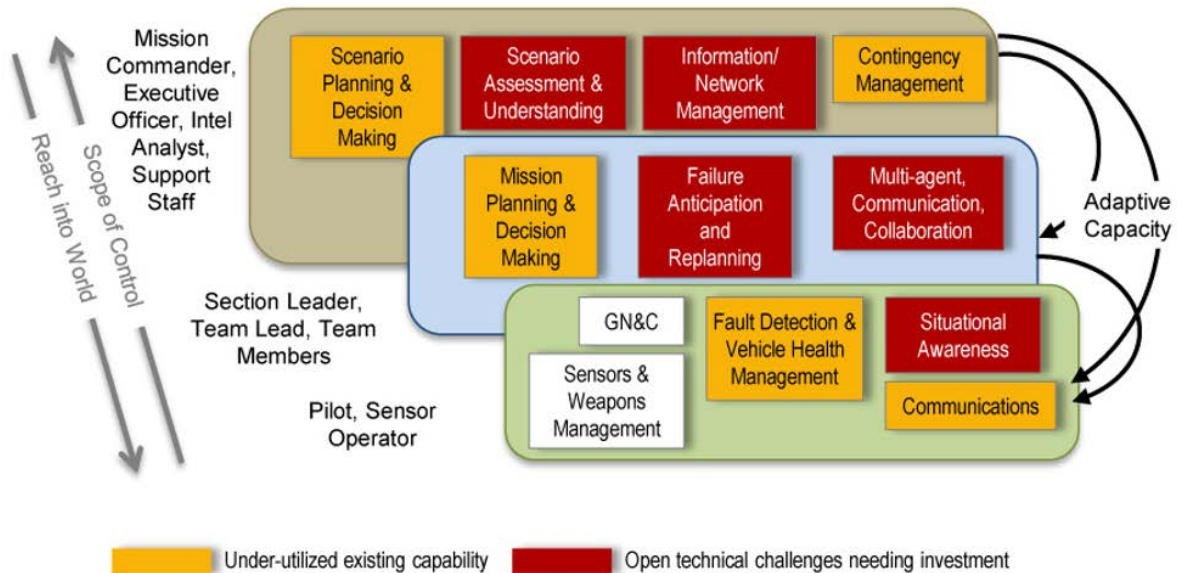 Mission
Commander,
Executive
Officer, Intel
Analyst,
Support
Staff
Scope of Control
Reach into World
Scenario
Planning &
Decision
Making
Scenario
Assessment &
Understanding
Information/
Network
Management
Contingency
Management
Section Leader,
Team Lead, Team
Members
Mission
Planning &
Decision
Making
Failure
Anticipation
and
Replanning
Multi-agent,
Communication,
Collaboration
Adaptive
Capacity
Pilot, Sensor
Operator
GN&C
Sensors &
Weapons
Management
Fault Detection &
Vehicle Health
Management
Situational
Awareness
Communications
Under-utilized existing capability
Open technical challenges needing investment